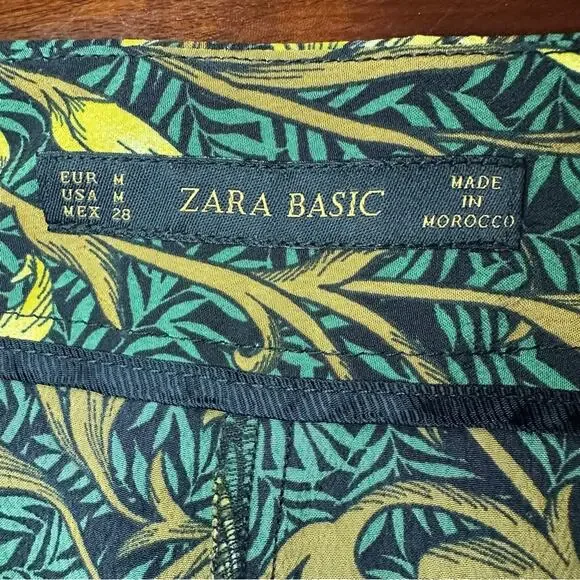 EUR M
USA M
MEX 28
ZARA BASIC
MADE
IN
MOROCCO